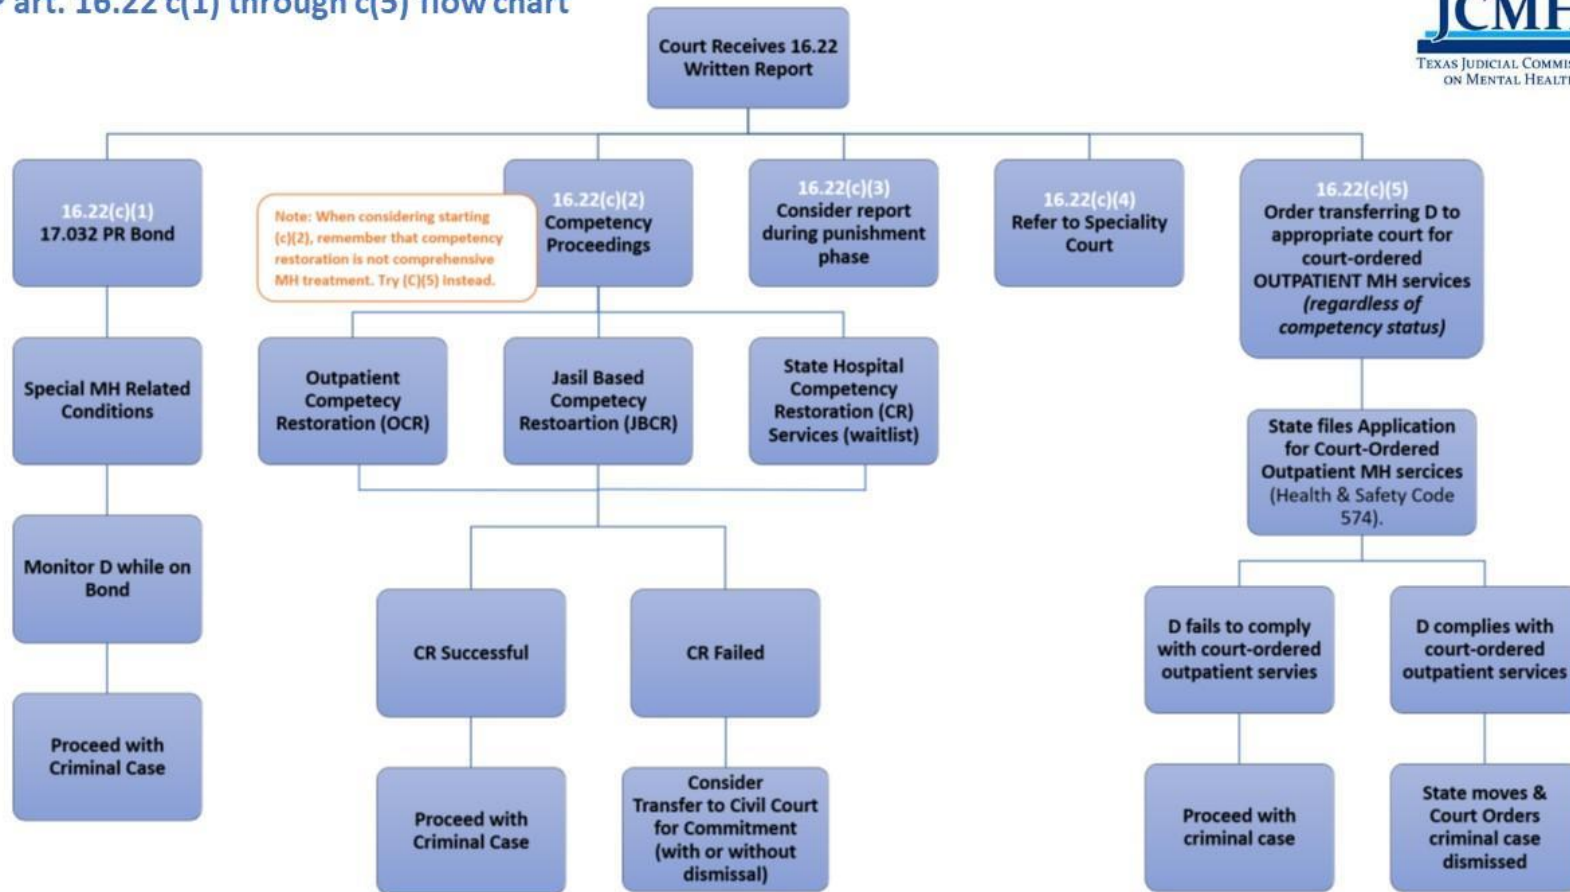 art. 16.22 c(1) through c(5) flow chart
JCMH
TEXAS JUDICIAL
ON MENTAL
Court Receives 16.22
Written Report
16.22(c)(1)
17.032 PR Bond
Note: When considering starting
(c)(2), remember that competency
restoration is not comprehensive
MH treatment. Try (C)(5) instead.
16.22(c)(2)
Competency
Proceedings
16.22(c)(3)
Consider report
during punishment
phase
16.22(c)(4)
Refer to Speciality
Court
16.22(c)(5)
Order transferring D to
appropriate court for
court-ordered
OUTPATIENT MH services
(regardless of
competency status)
Special MH Related
Conditions
Outpatient
Competecy
Restoration (OCR)
Jasil Based
Competecy
Restoartion (JBCR)
State Hospital
Competency
Restoration (CR)
Services (waitlist)
State files Application
for Court-Ordered
Outpatient MH sercices
(Health & Safety Code
574).
Monitor D while on
Bond
CR Successful
CR Failed
D fails to comply
with court-ordered
outpatient servies
D complies with
court-ordered
outpatient services
Proceed with
Criminal Case
Proceed with
Criminal Case
Consider
Transfer to Civil Court
for Commitment
(with or without
dismissal)
Proceed with
criminal case
State moves &
Court Orders
criminal case
dismissed